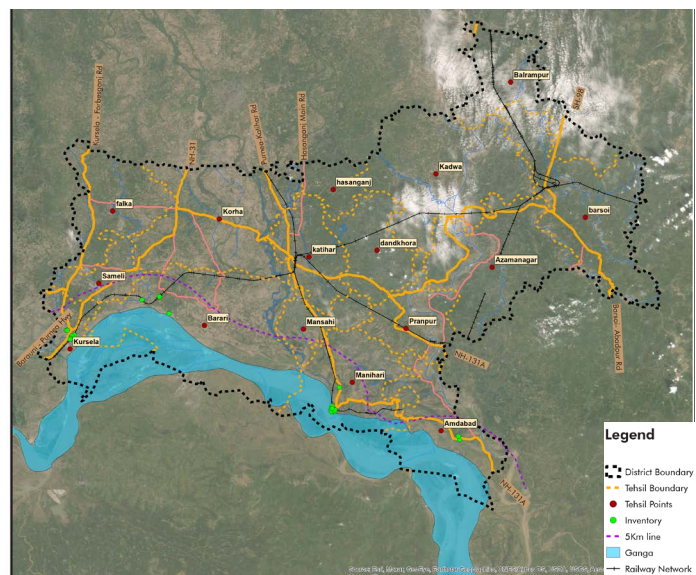 Balrampur
SH-98
Kursela - Forbesganj Rd
NH-31
Purnea-Katihar Rd
Hasanganj Main Rd
Kadwa
hasanganj
falka
Korha
barsoi
dandkhora
katihar
Azamanagar
Sameli
Mansahi
Pranpur
Barari
Kursela
NH-131A
Manihari
Amdabad
NH-131A
Legend
District Boundary
Tehsil Boundary
Tehsil Points
Inventory
5Km line
Ganga
Railway Network